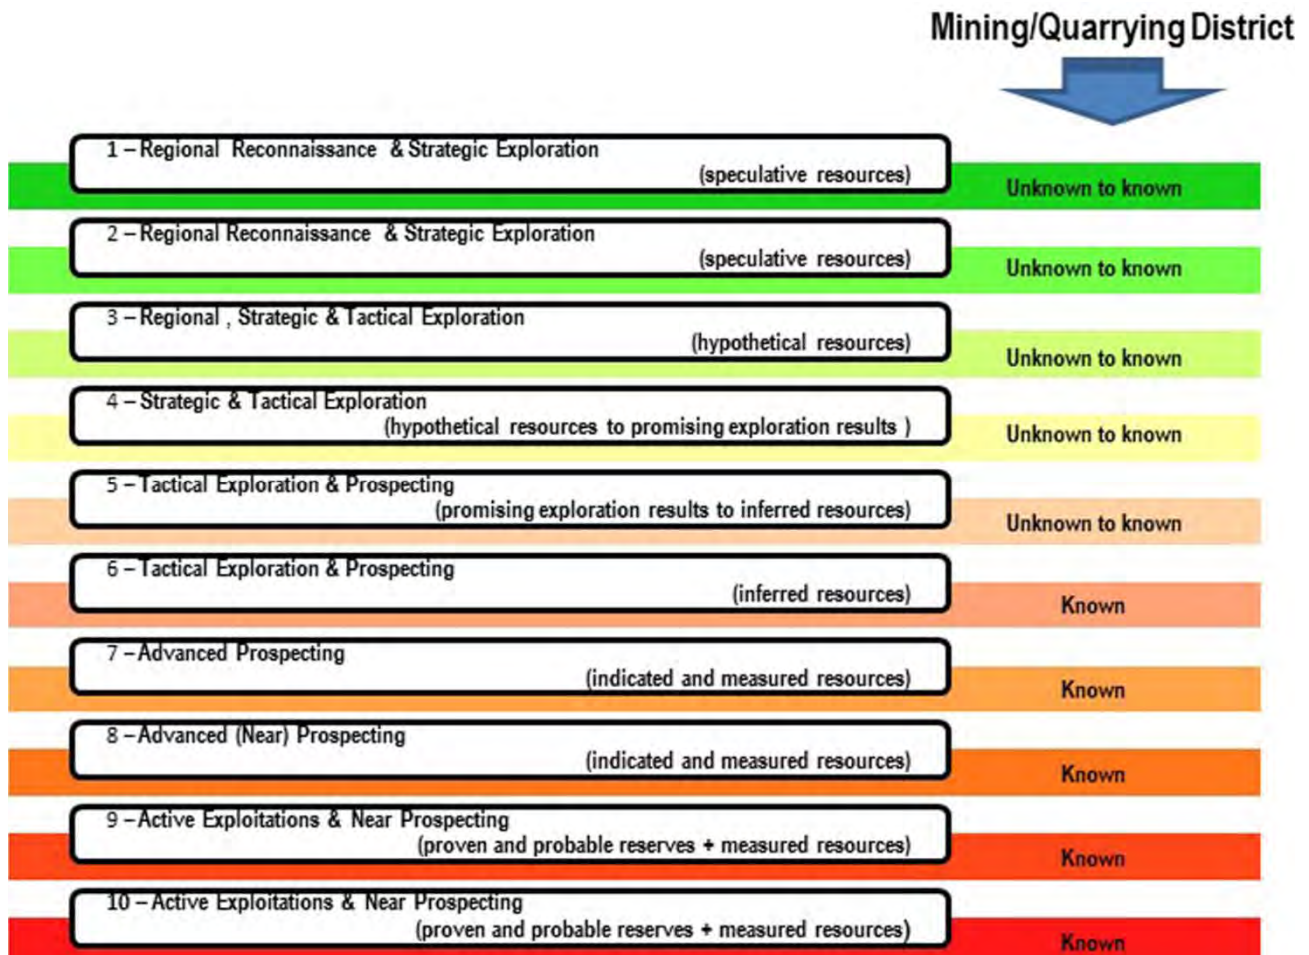 Mining/Quarrying District
1 – Regional Reconnaissance & Strategic Exploration
(speculative resources)
Unknown to known
2 – Regional Reconnaissance & Strategic Exploration
(speculative resources)
Unknown to known
3 – Regional , Strategic & Tactical Exploration
(hypothetical resources)
Unknown to known
4 – Strategic & Tactical Exploration
(hypothetical resources to promising exploration results )
Unknown to known
5 – Tactical Exploration & Prospecting
(promising exploration results to inferred resources)
Unknown to known
6 – Tactical Exploration & Prospecting
(inferred resources)
Known
7 – Advanced Prospecting
(indicated and measured resources)
Known
8 – Advanced (Near) Prospecting
(indicated and measured resources)
Known
9 – Active Exploitations & Near Prospecting
(proven and probable reserves + measured resources)
Known
10 – Active Exploitations & Near Prospecting
(proven and probable reserves + measured resources)
Known